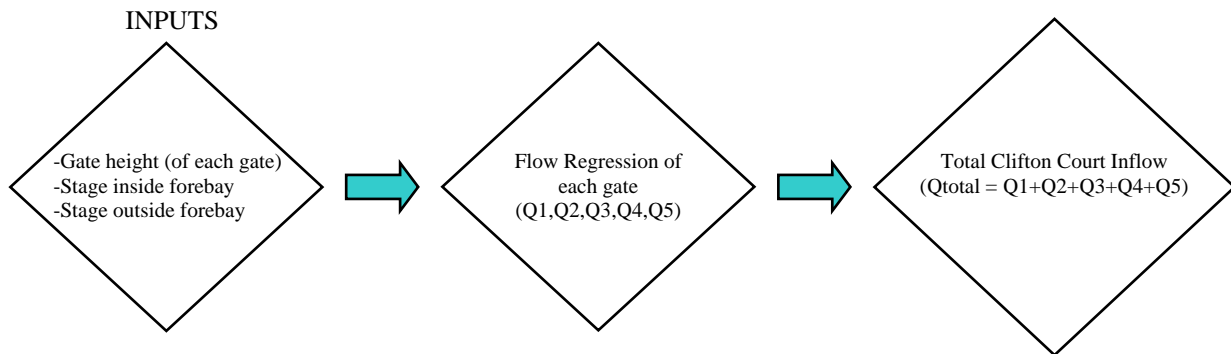 INPUTS
-Gate height (of each gate)
-Stage inside forebay
-Stage outside forebay
Flow Regression of
each gate
(Q1,Q2,Q3,Q4,Q5)
Total Clifton Court Inflow
(Qtotal = Q1+Q2+Q3+Q4+Q5)